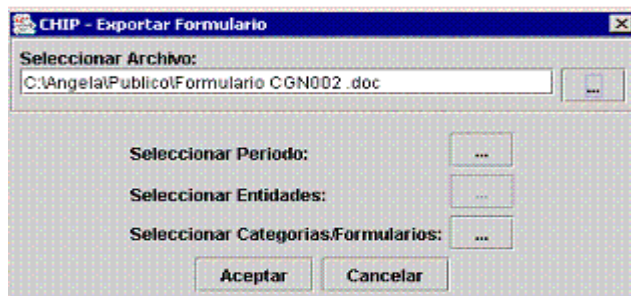 CHIP - Exportar Formulario
Seleccionar Archivo:
C:\Angela\Publico\Formulario CGN002 .doc
...
Seleccionar Periodo: ...
Seleccionar Entidades: ...
Seleccionar Categorias/Formularios: ...
Aceptar Cancelar